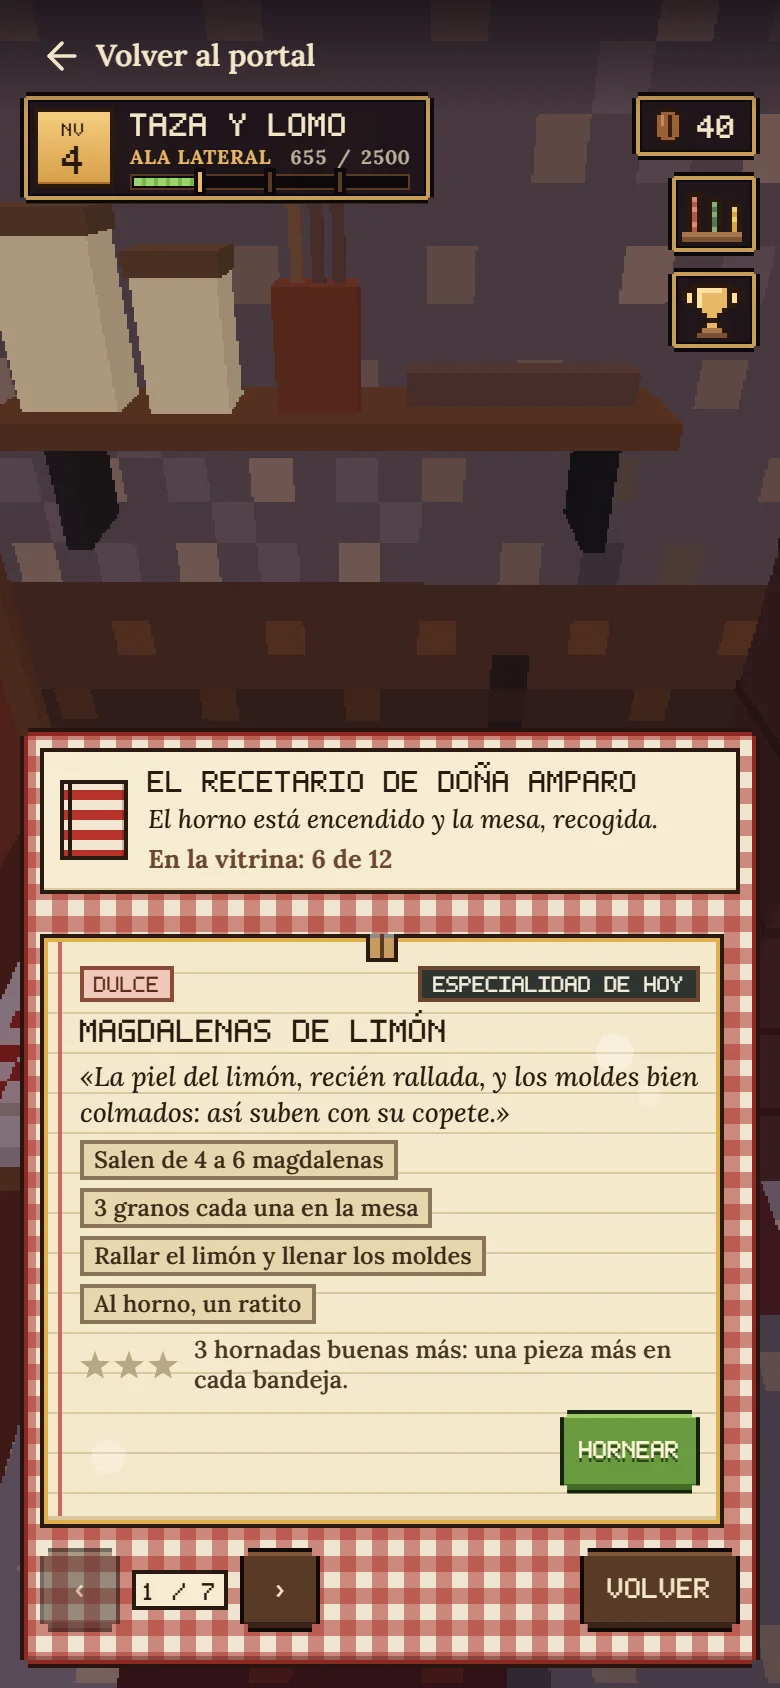 ← Volver al portal
NV
4
TAZA Y LOMO
ALA LATERAL 655 / 2500
40
EL RECETARIO DE DOÑA AMPARO
El horno está encendido y la mesa, recogida.
En la vitrina: 6 de 12
DULCE
ESPECIALIDAD DE HOY
MAGDALENAS DE LIMÓN
«La piel del limón, recién rallada, y los moldes bien
colmados: así suben con su copete.»
Salen de 4 a 6 magdalenas
3 granos cada una en la mesa
Rallar el limón y llenar los moldes
Al horno, un ratito
3 hornadas buenas más: una pieza más en
cada bandeja.
HORNEAR
‹ 1 / 7 › VOLVER